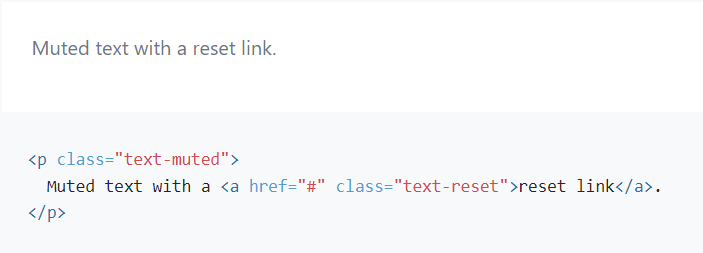 Muted text with a reset link.
<p class="text-muted">
  Muted text with a <a href="#" class="text-reset">reset link</a>.
</p>